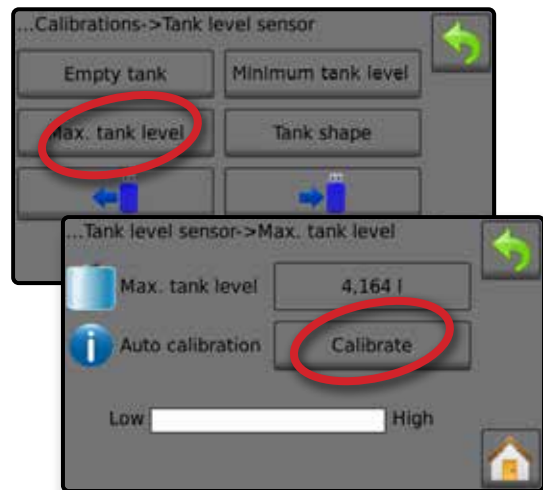 ...Calibrations->Tank level sensor
Empty tank
Minimum tank level
Max. tank level
Tank shape
...Tank level sensor->Max. tank level
Max. tank level
4,164 l
Auto calibration
Calibrate
Low
High